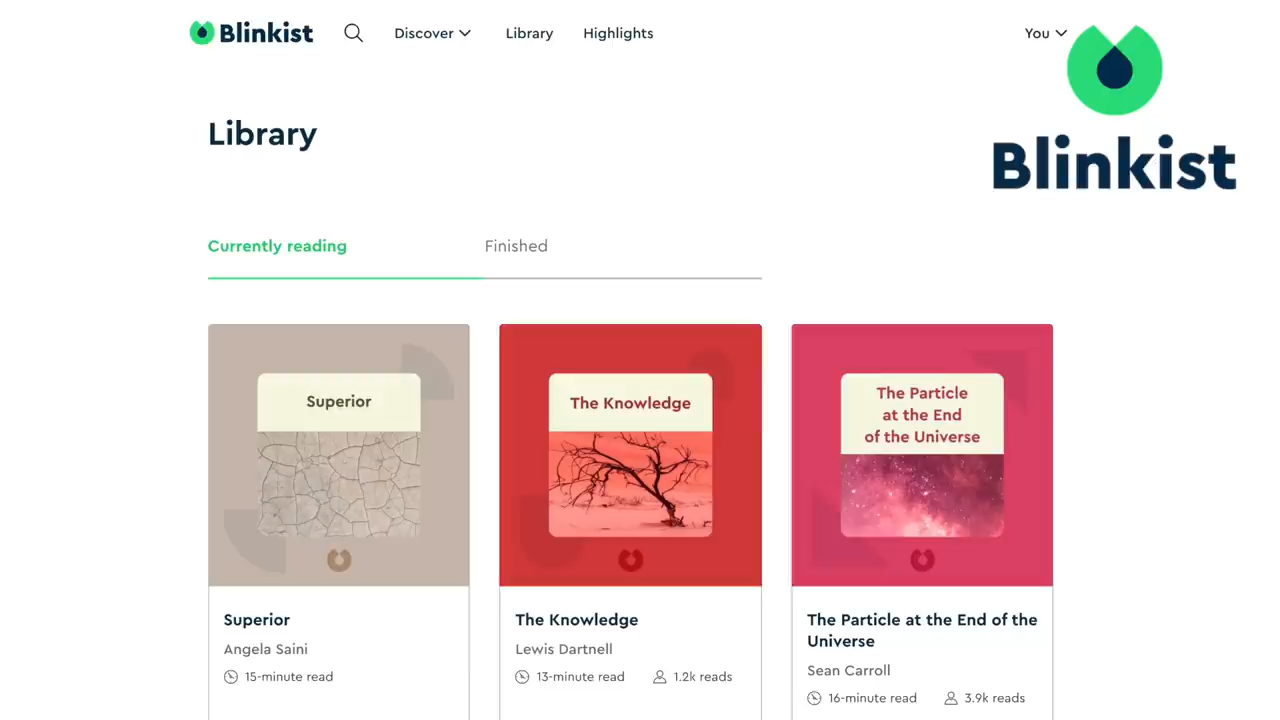 Blinkist
Discover
Library
Highlights
You
Blinkist
Library
Currently reading
Finished
Superior
The Knowledge
The Particle
at the End
of the Universe
Superior
Angela Saini
15-minute read
The Knowledge
Lewis Dartnell
13-minute read
1.2k reads
The Particle at the End of the
Universe
Sean Carroll
16-minute read
3.9k reads